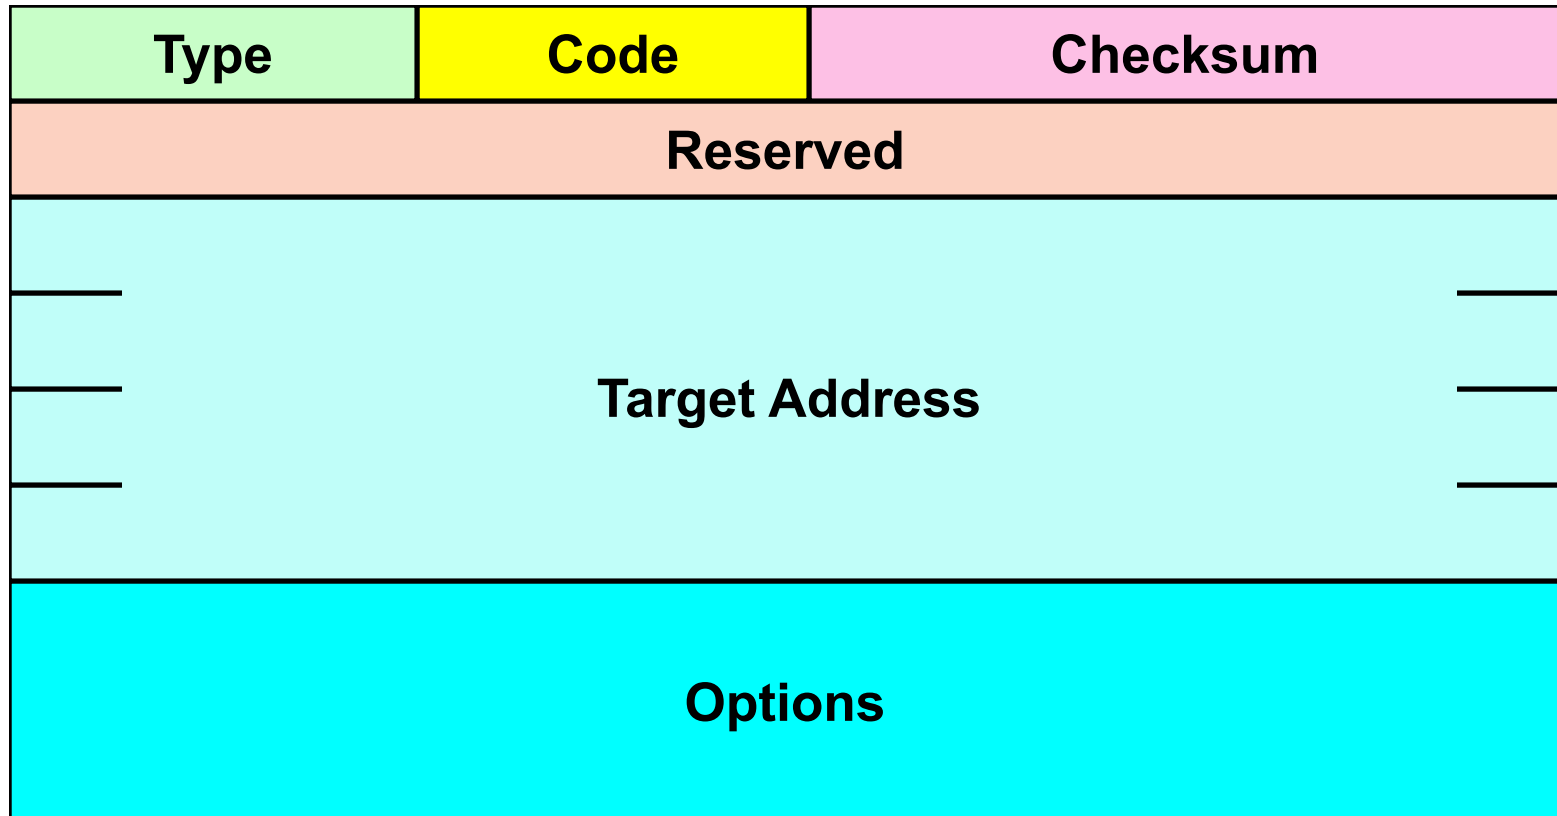 Type
Code
Checksum
Reserved
Target Address
Options